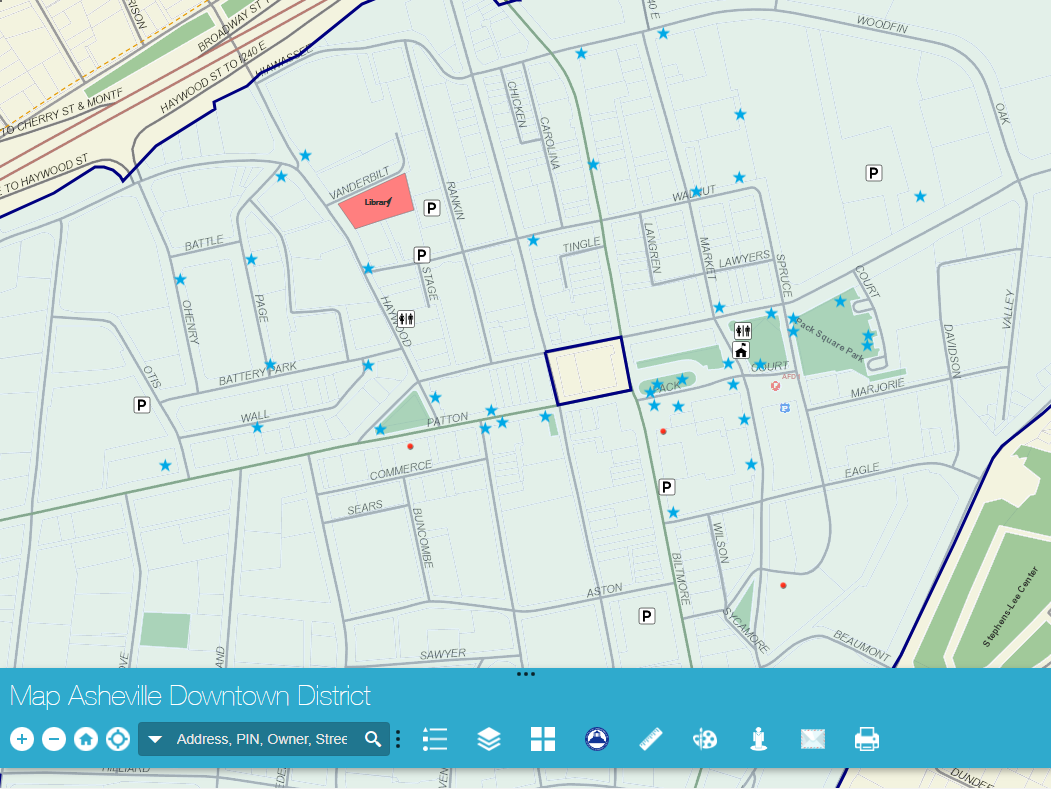 RISON
BROADWAY ST T
HAYWOOD ST TO I240 E
HIAWASSEE
TO CHERRY ST & MONTF
E TO HAYWOOD ST
40 E
WOODFIN
OAK
CHICKEN
CAROLINA
VANDERBILT
Library
RANKIN
P
P
P
WALNUT
BATTLE
TINGLE
LANGREN
MARKET
LAWYERS
SPRUCE
COURT
STAGE
OHENRY
PAGE
HAYWOOD
VALLEY
DAVIDSON
Pack Square Park
OTIS
BATTERY PARK
COURT
AFD
PACK
MARJORIE
P
WALL
PATTON
COMMERCE
EAGLE
SEARS
P
BUNCOMBE
WILSON
BILTMORE
ASTON
P
SYCAMORE
BEAUMONT
Stephens-Lee Center
SAWYER
OVE
AND
Map Asheville Downtown District
Address, PIN, Owner, Stree
HILLIARD
VEN
DUNDEE